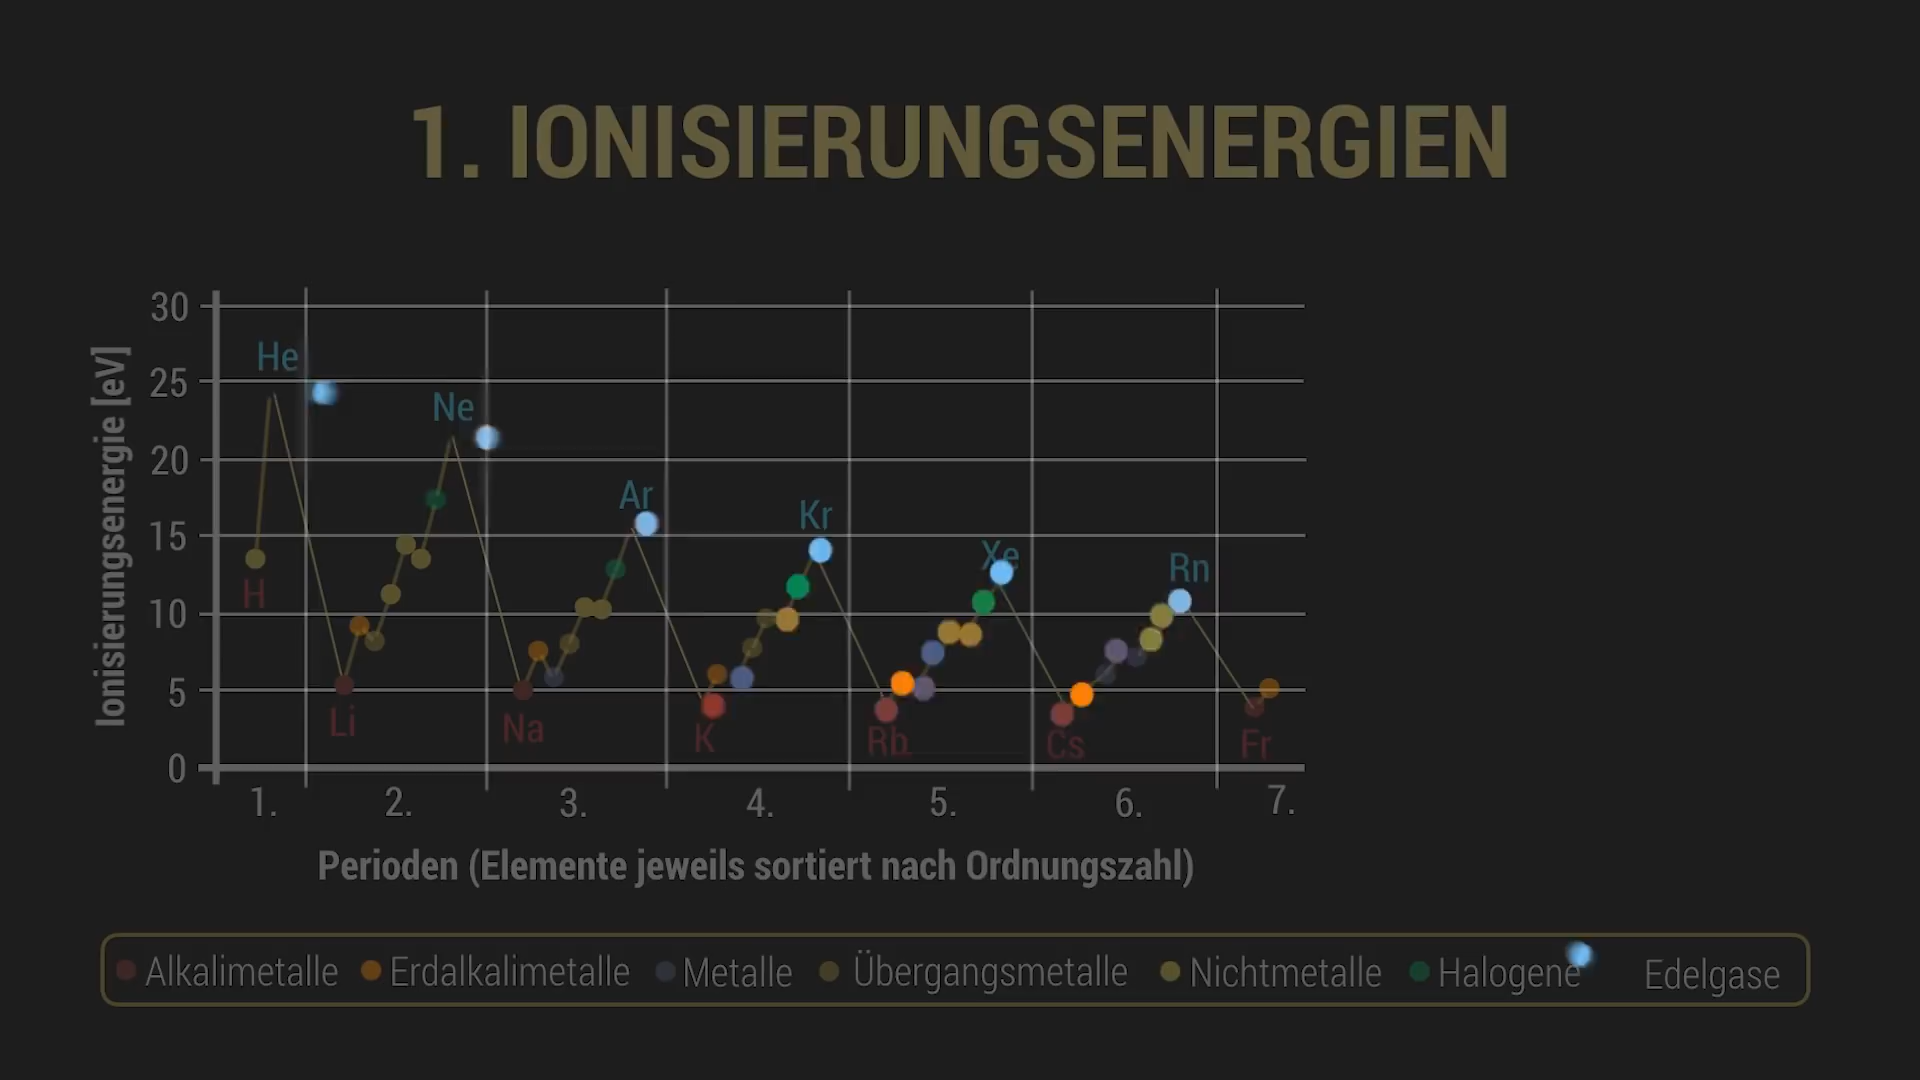 1. IONISIERUNGSENERGIEN
Ionisierungsenergie [eV]
30
25
20
15
10
5
0
He
Ne
Ar
Kr
Xe
Rn
H
Li
Na
K
Rb
Cs
Fr
1. 2. 3. 4. 5. 6. 7.
Perioden (Elemente jeweils sortiert nach Ordnungszahl)
Alkalimetalle Erdalkalimetalle Metalle Übergangsmetalle Nichtmetalle Halogene Edelgase